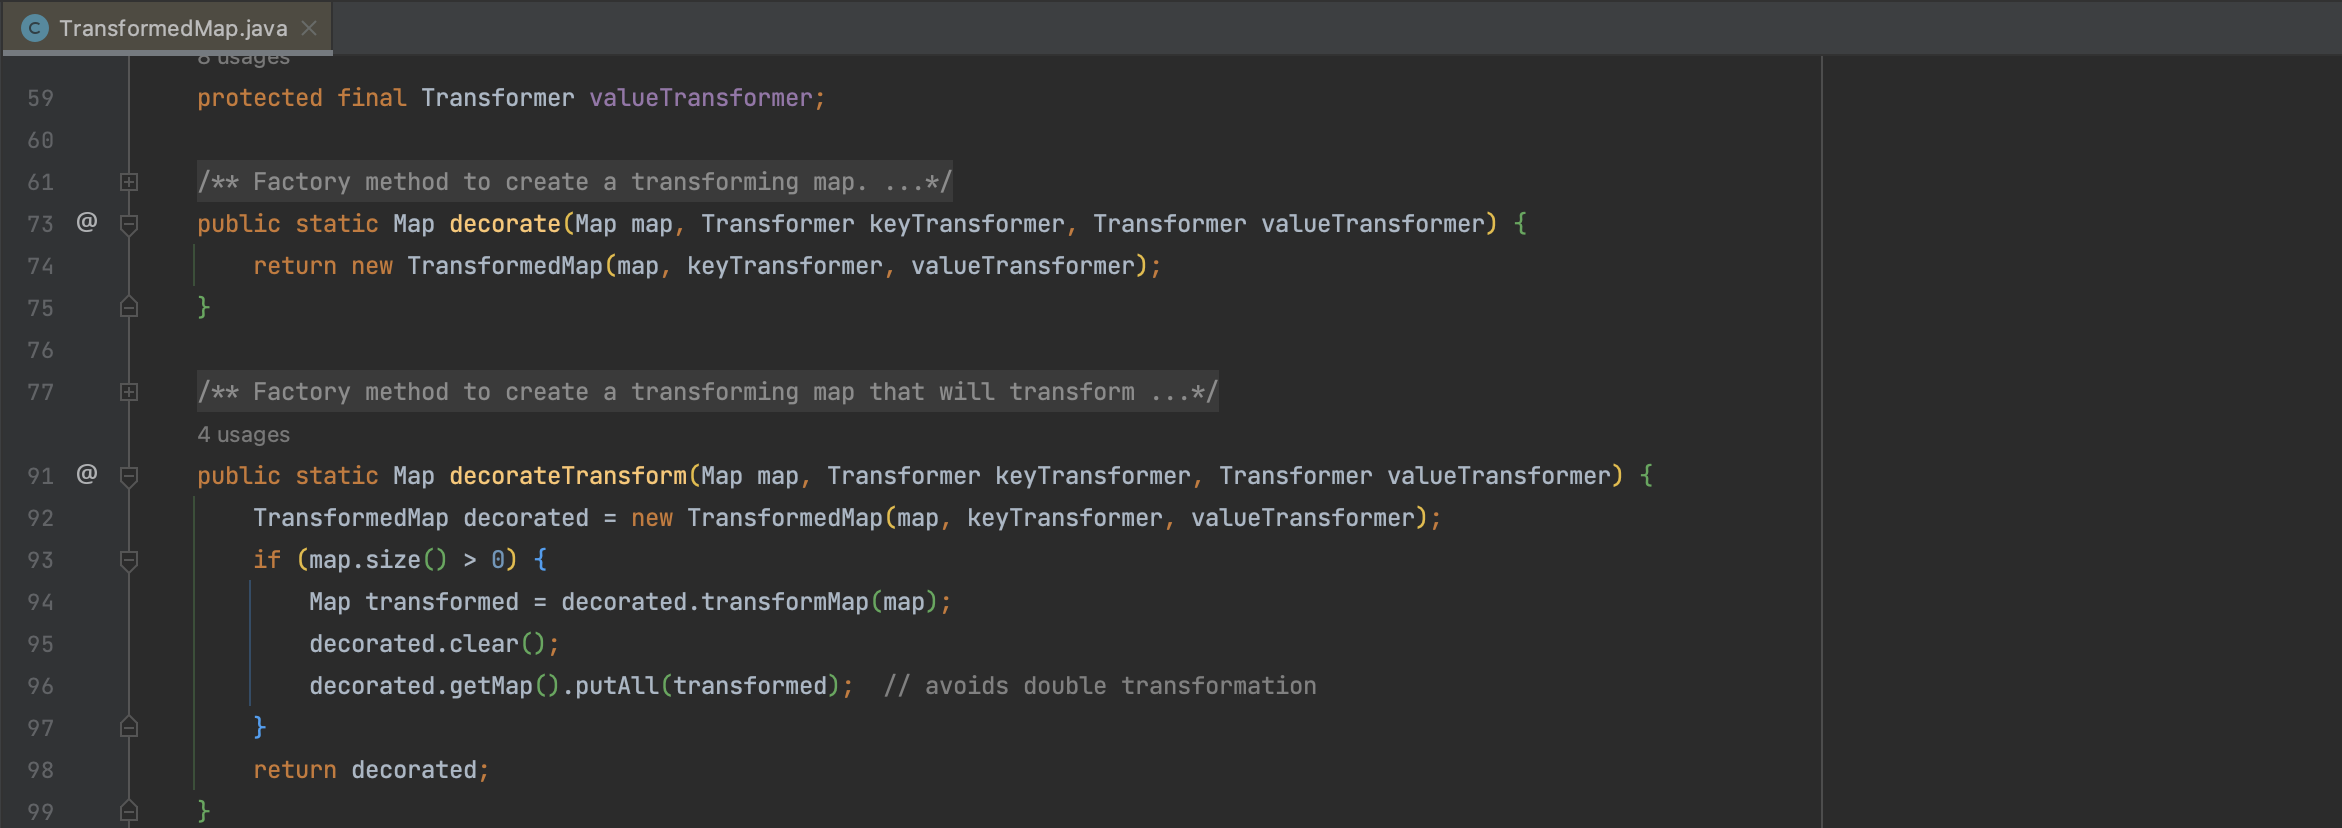 C TransformedMap.java
8 usages
59 protected final Transformer valueTransformer;
60
61 /** Factory method to create a transforming map. ...*/
73 @ public static Map decorate(Map map, Transformer keyTransformer, Transformer valueTransformer) {
74 return new TransformedMap(map, keyTransformer, valueTransformer);
75 }
76
77 /** Factory method to create a transforming map that will transform ...*/
4 usages
91 @ public static Map decorateTransform(Map map, Transformer keyTransformer, Transformer valueTransformer) {
92 TransformedMap decorated = new TransformedMap(map, keyTransformer, valueTransformer);
93 if (map.size() > 0) {
94 Map transformed = decorated.transformMap(map);
95 decorated.clear();
96 decorated.getMap().putAll(transformed);  // avoids double transformation
97 }
98 return decorated;
99 }